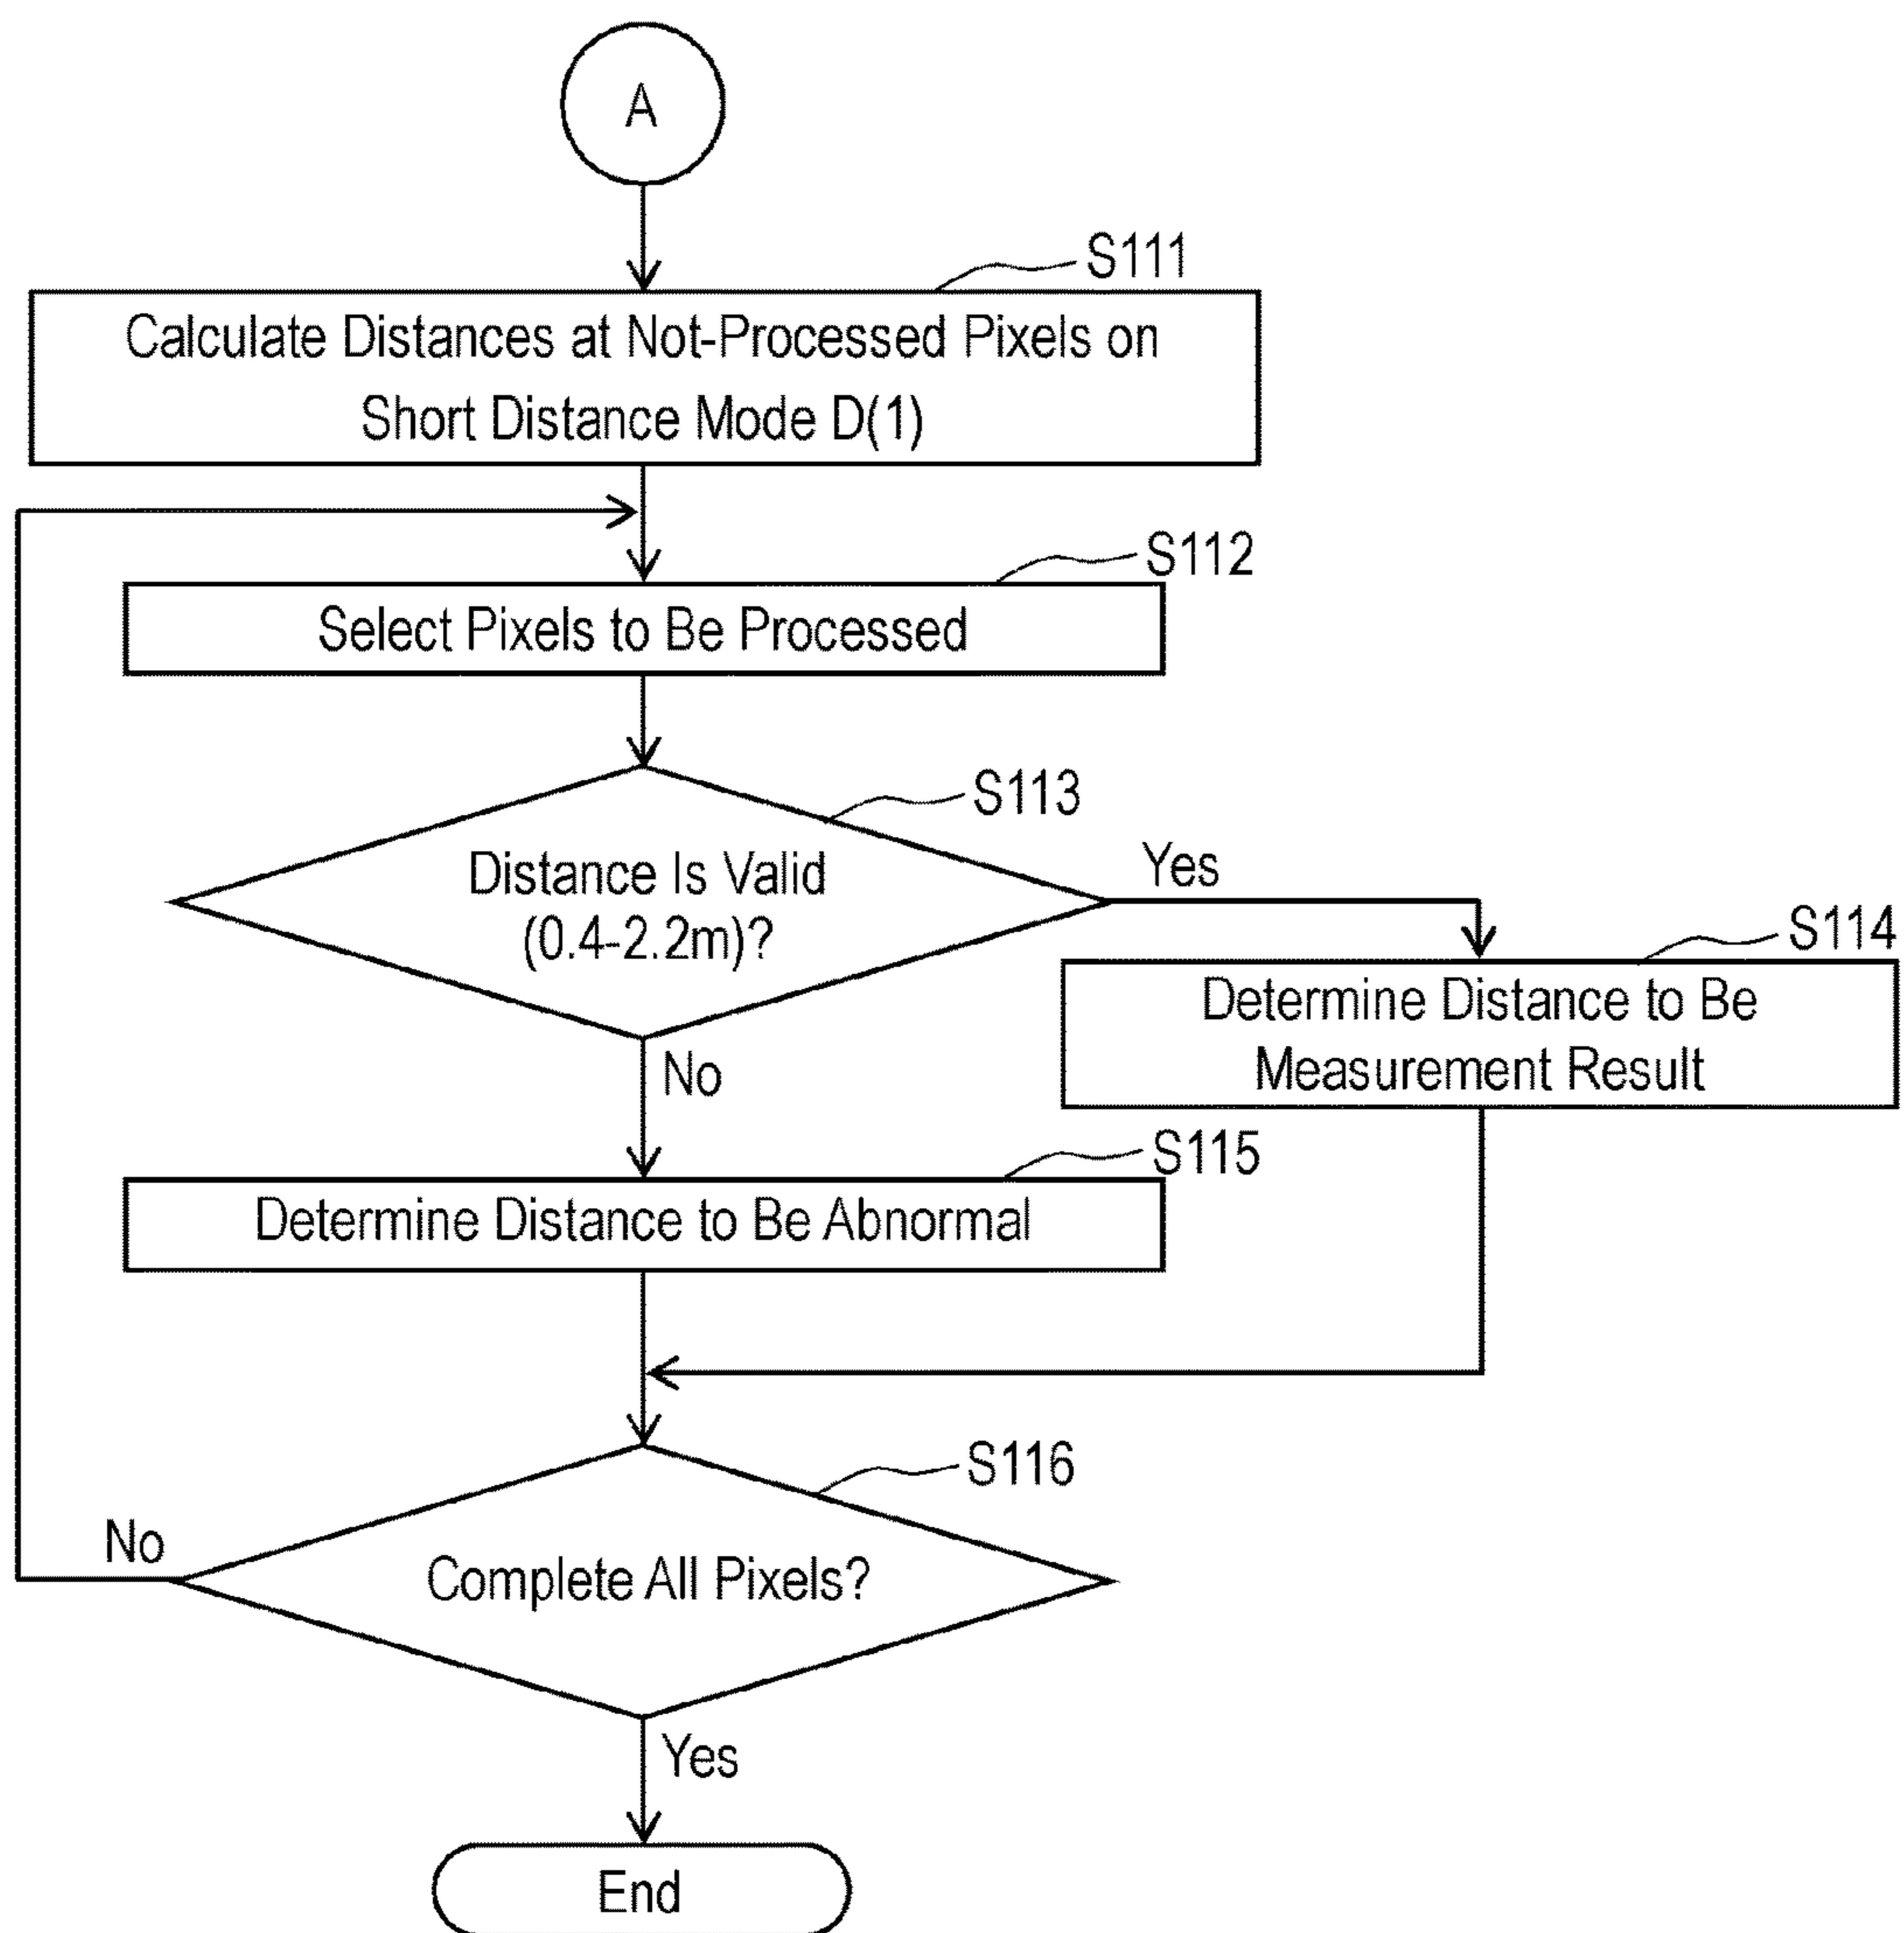 A
S111
Calculate Distances at Not-Processed Pixels on
Short Distance Mode D(1)
S112
Select Pixels to Be Processed
S113
Distance Is Valid
(0.4-2.2m)?
Yes
S114
Determine Distance to Be
Measurement Result
No
S115
Determine Distance to Be Abnormal
S116
Complete All Pixels?
No
Yes
End